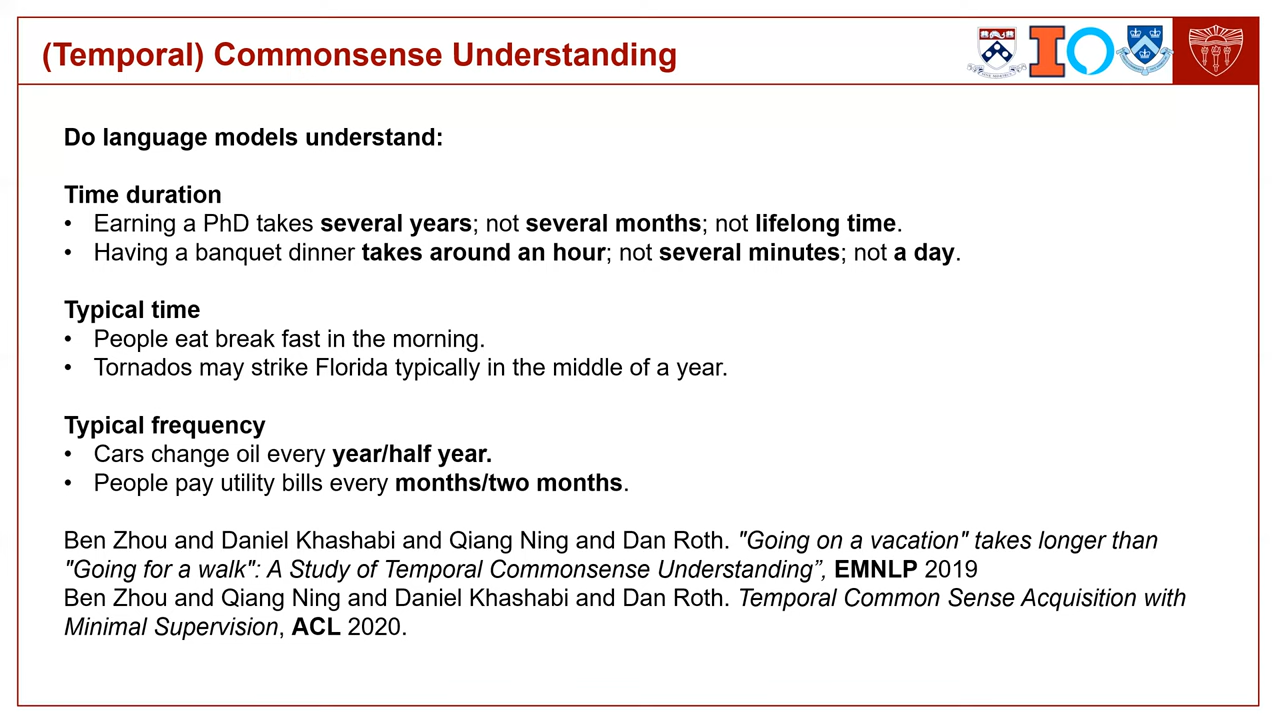 (Temporal) Commonsense Understanding
Do language models understand:
Time duration
• Earning a PhD takes several years; not several months; not lifelong time.
• Having a banquet dinner takes around an hour; not several minutes; not a day.
Typical time
• People eat break fast in the morning.
• Tornados may strike Florida typically in the middle of a year.
Typical frequency
• Cars change oil every year/half year.
• People pay utility bills every months/two months.
Ben Zhou and Daniel Khashabi and Qiang Ning and Dan Roth. "Going on a vacation" takes longer than
"Going for a walk": A Study of Temporal Commonsense Understanding”, EMNLP 2019
Ben Zhou and Qiang Ning and Daniel Khashabi and Dan Roth. Temporal Common Sense Acquisition with
Minimal Supervision, ACL 2020.